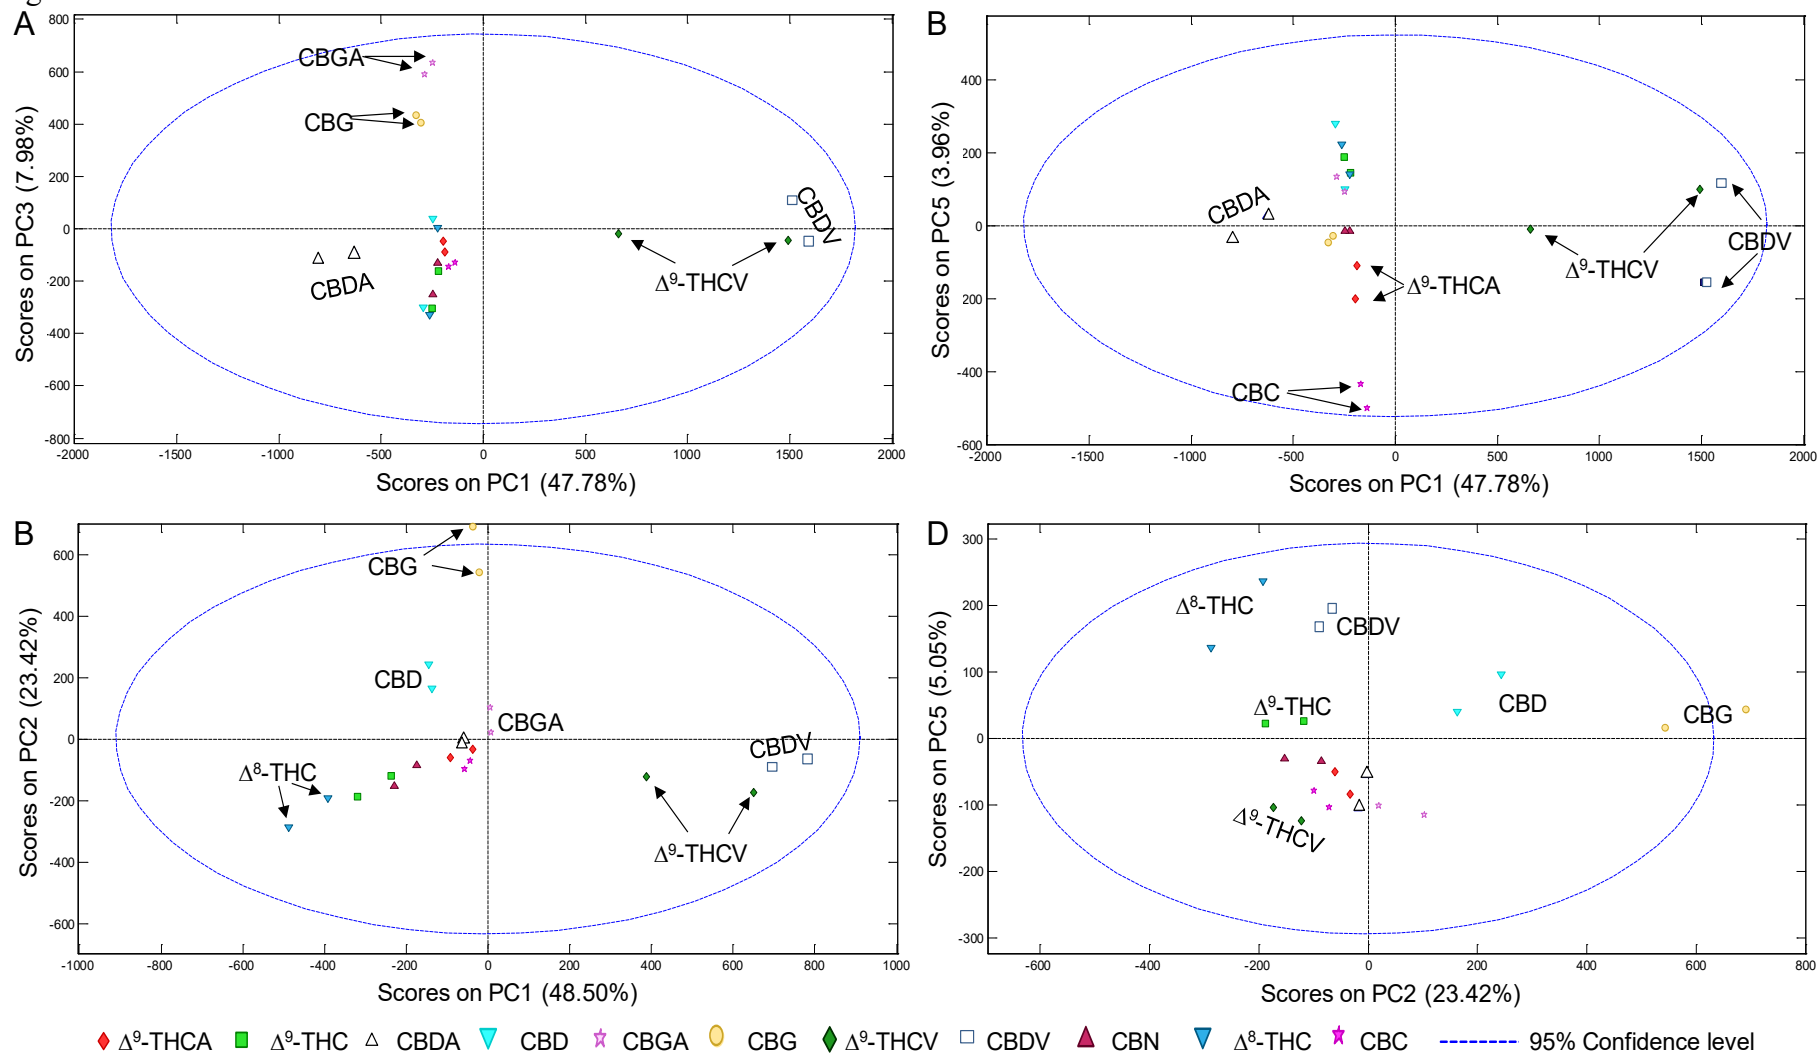 g
A
800
600
400
200
0
-200
-400
-600
-800
-2000 -1500 -1000 -500 0 500 1000 1500 2000
Scores on PC3 (7.98%)
Scores on PC1 (47.78%)
CBGA
CBG
CBDA
CBDV
Δ⁹-THCV
B
400
200
0
200
-400
-600
-2000 -1500 -1000 -500 0 500 1000 1500 2000
Scores on PC5 (3.96%)
Scores on PC1 (47.78%)
CBDA
CBDV
Δ⁹-THCV
Δ⁹-THCA
CBC
B
600
400
200
0
-200
-400
-600
-1000 -800 -600 -400 -200 0 200 400 600 800 1000
Scores on PC2 (23.42%)
Scores on PC1 (48.50%)
CBG
CBD
CBGA
CBDV
Δ⁸-THC
Δ⁹-THCV
D
300
200
100
0
-100
-200
-300
-600 -400 -200 0 200 400 600 800
Scores on PC5 (5.05%)
Scores on PC2 (23.42%)
Δ⁸-THC
CBDV
CBD
Δ⁹-THC
CBG
Δ⁹-THCV
Δ⁹-THCA Δ⁹-THC CBDA CBD CBGA CBG Δ⁹-THCV CBDV CBN Δ⁸-THC CBC 95% Confidence level